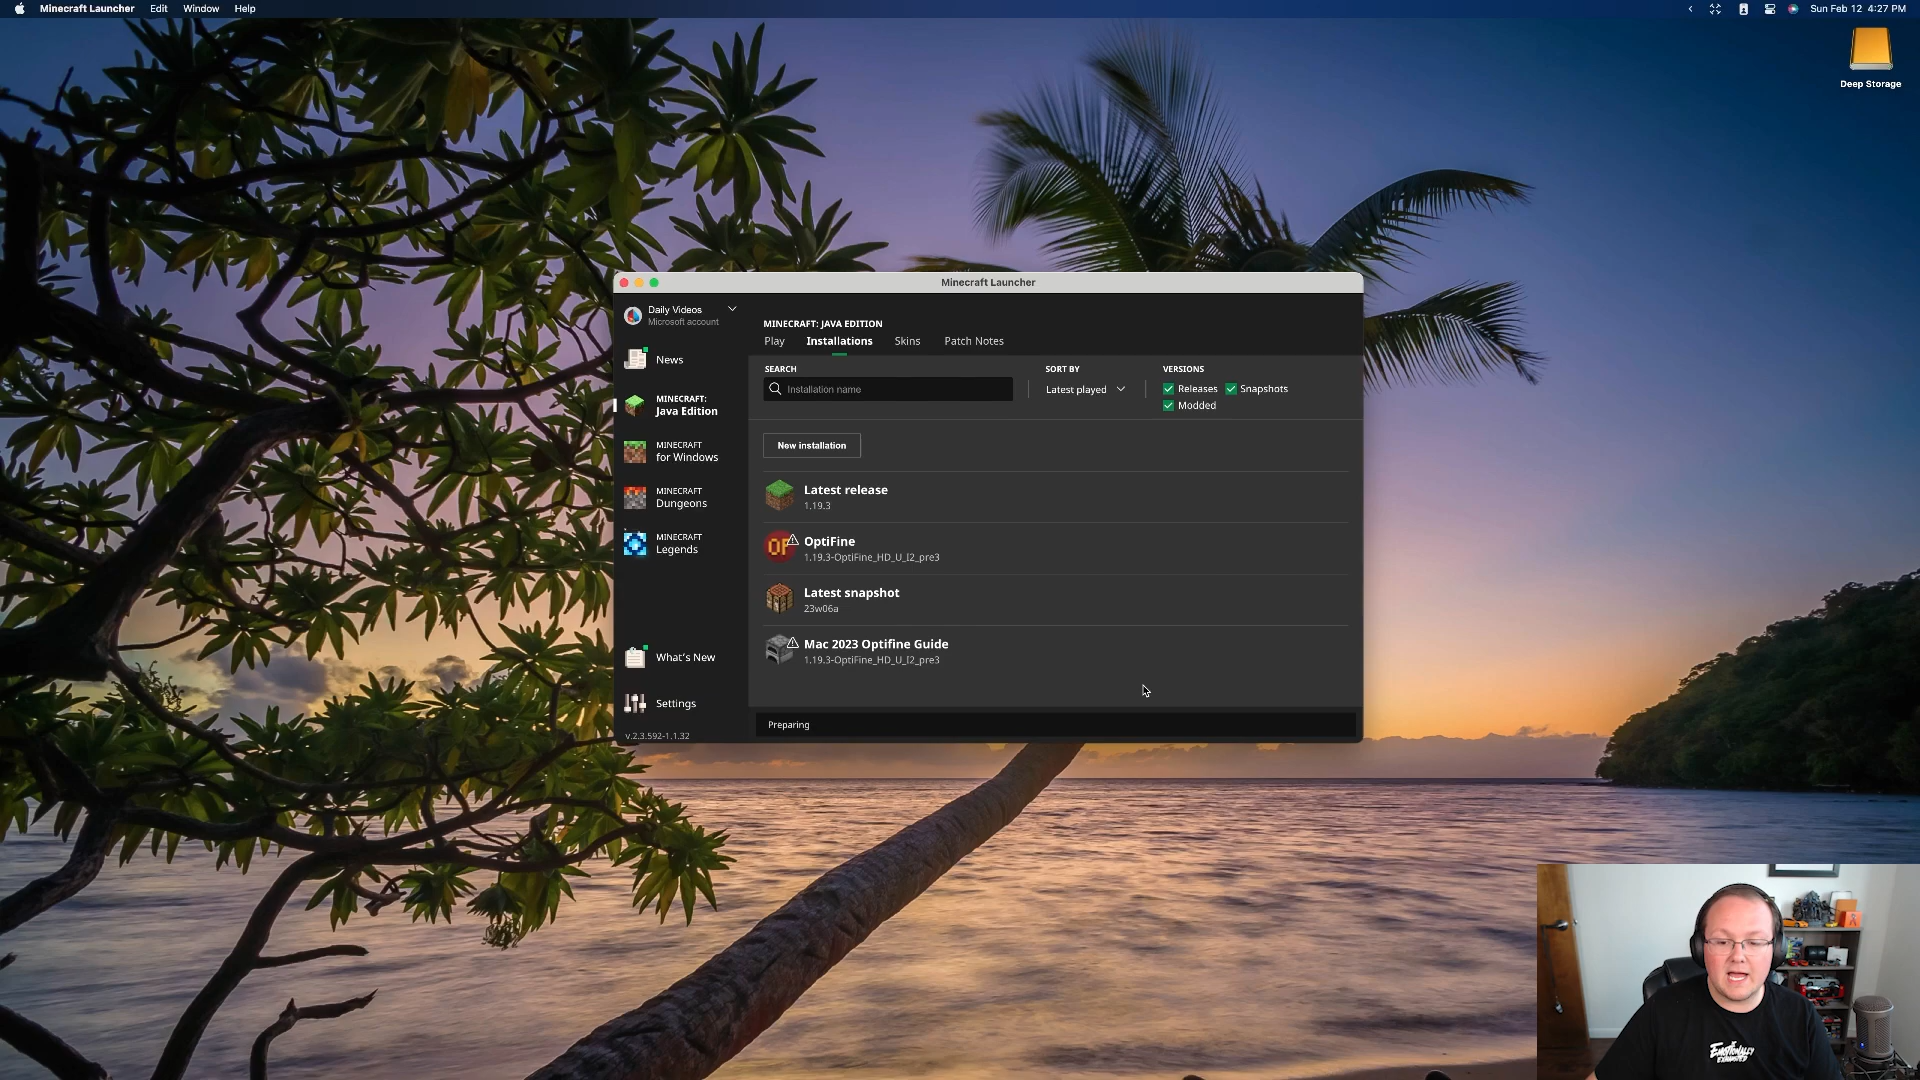 Minecraft Launcher Edit Window Help
Sun Feb 12 4:27 PM
Deep Storage
Minecraft Launcher
Daily Videos
Microsoft account
News
MINECRAFT:
Java Edition
MINECRAFT
for Windows
MINECRAFT
Dungeons
MINECRAFT
Legends
What's New
Settings
v.2.3.592-1.1.32
MINECRAFT: JAVA EDITION
Play Installations Skins Patch Notes
SEARCH
Installation name
SORT BY
Latest played
VERSIONS
Releases Snapshots
Modded
New installation
Latest release
1.19.3
OF
OptiFine
1.19.3-OptiFine_HD_U_I2_pre3
Latest snapshot
23w06a
Mac 2023 Optifine Guide
1.19.3-OptiFine_HD_U_I2_pre3
Preparing
EMOTIONALLY
EXHAUSTED